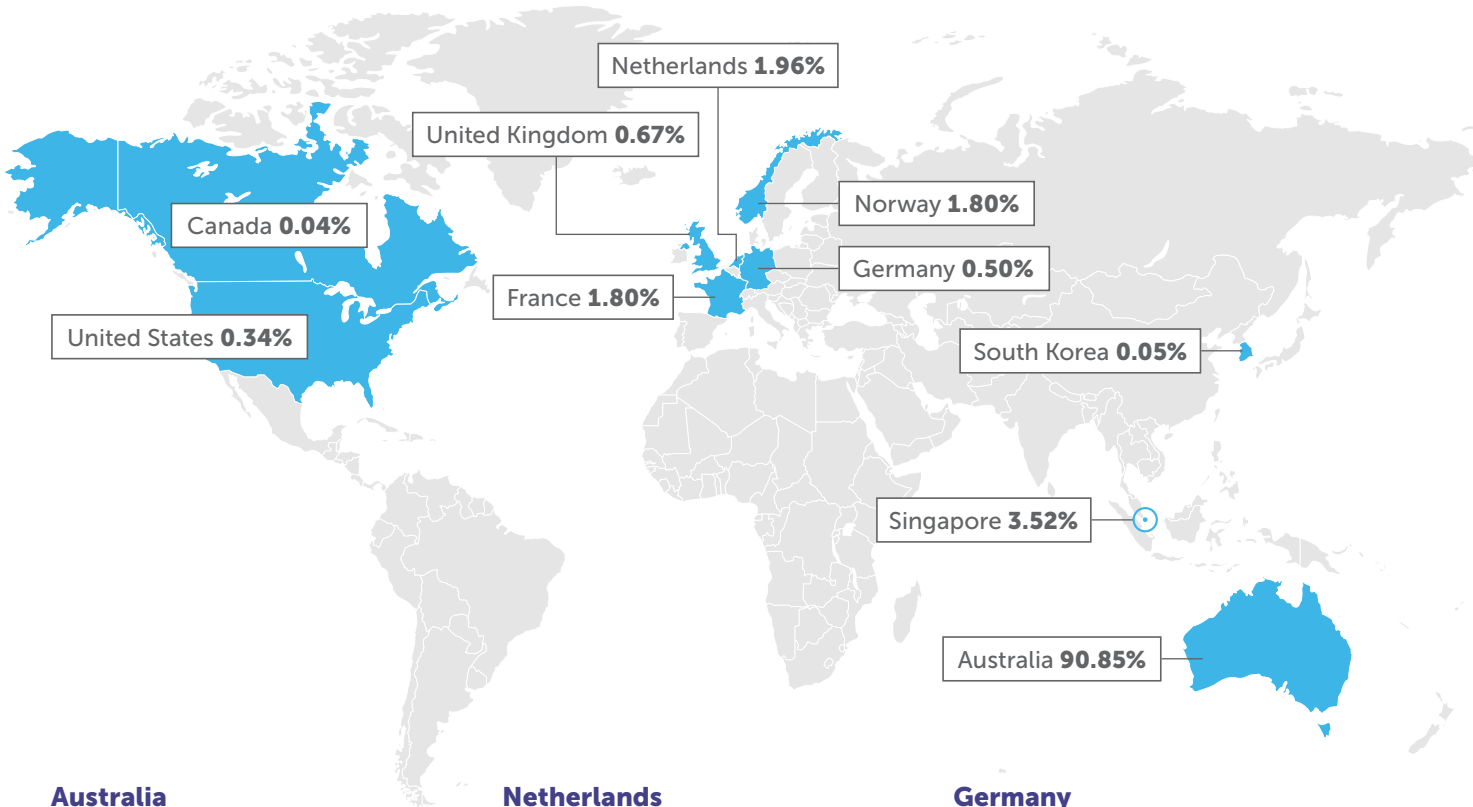 Netherlands 1.96%
United Kingdom 0.67%
Norway 1.80%
Canada 0.04%
Germany 0.50%
France 1.80%
United States 0.34%
South Korea 0.05%
Singapore 3.52%
Australia 90.85%
Australia
Netherlands
Germany